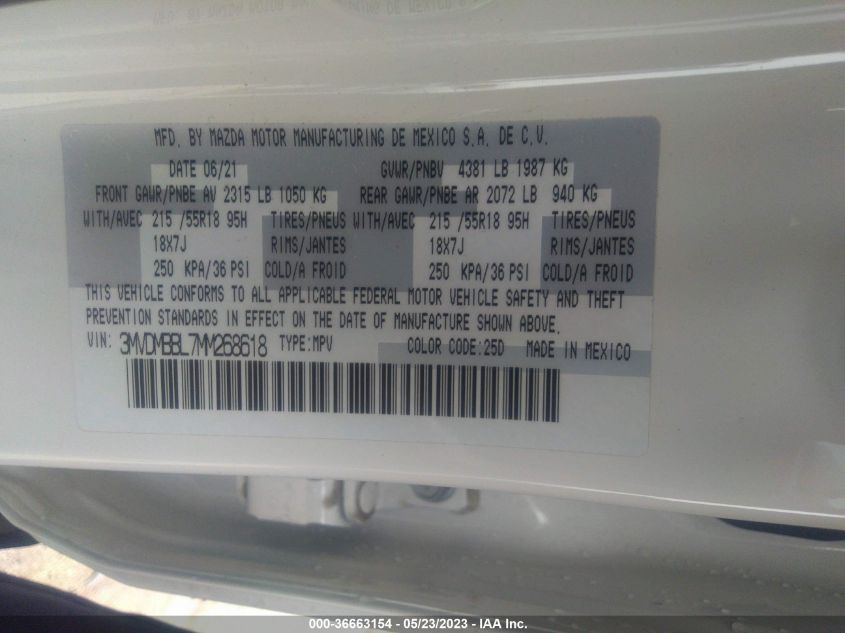 MFD. BY MAZDA MOTOR MANUFACTURING DE MEXICO S.A. DE C.V.
DATE 06/21 GVWR/PNBV 4381 LB 1987 KG
FRONT GAWR/PNBE AV 2315 LB 1050 KG REAR GAWR/PNBE AR 2072 LB 940 KG
WITH/AVEC 215 /55R18 95H TIRES/PNEUS WITH/AVEC 215 /55R18 95H TIRES/PNEUS
18X7J RIMS/JANTES 18X7J RIMS/JANTES
250 KPA/36 PSI COLD/A FROID 250 KPA/36 PSI COLD/A FROID
THIS VEHICLE CONFORMS TO ALL APPLICABLE FEDERAL MOTOR VEHICLE SAFETY AND THEFT
PREVENTION STANDARDS IN EFFECT ON THE DATE OF MANUFACTURE SHOWN ABOVE.
VIN: 3MVDMBBL7MM268618 TYPE:MPV COLOR CODE:25D MADE IN MEXICO
000-36663154 - 05/23/2023 - IAA Inc.